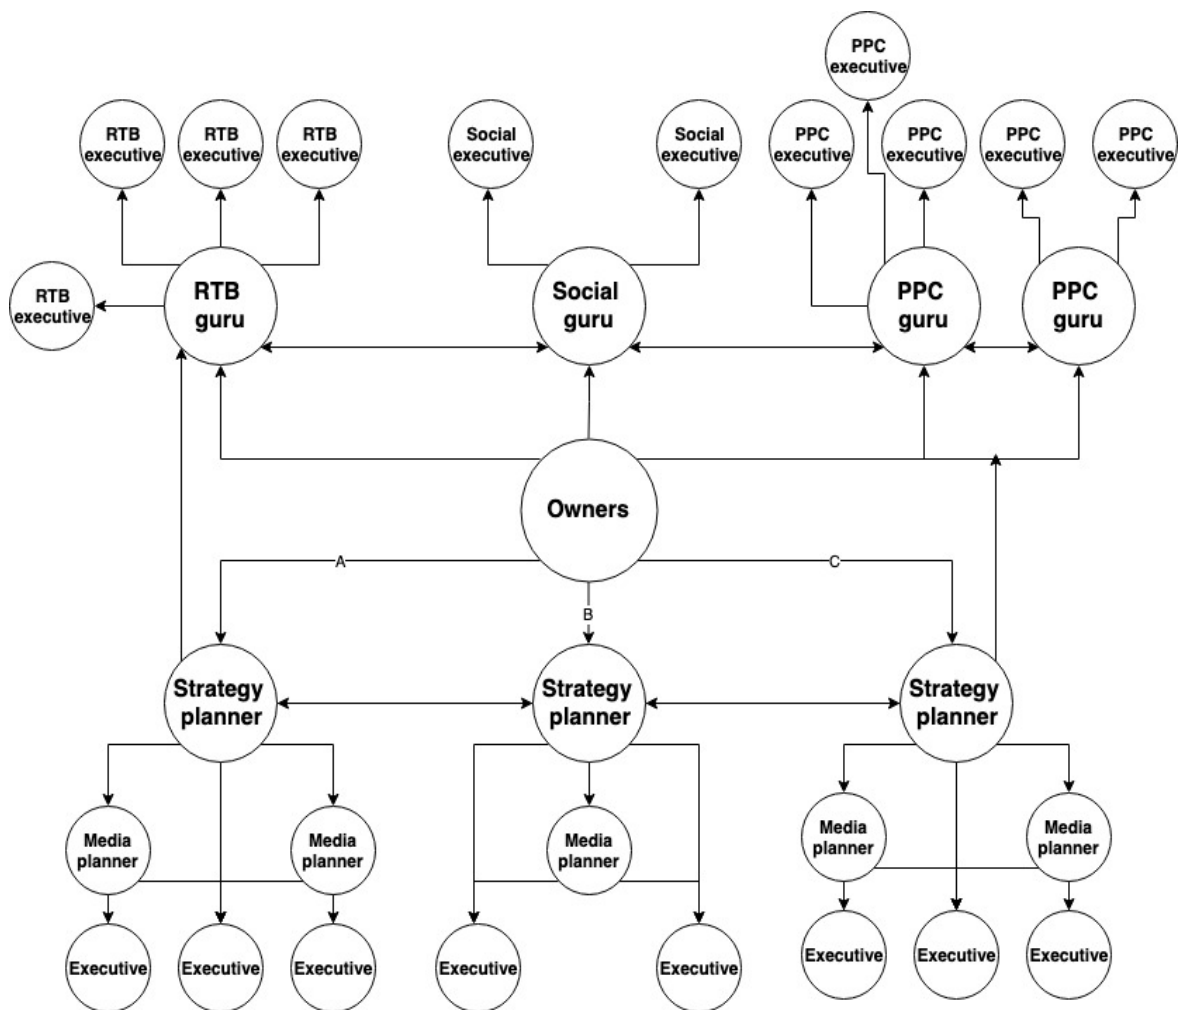 PPC
executive
RTB
executive
RTB
executive
RTB
executive
Social
executive
Social
executive
PPC
executive
PPC
executive
PPC
executive
PPC
executive
RTB
executive
RTB
guru
Social
guru
PPC
guru
PPC
guru
Owners
A
B
C
Strategy
planner
Strategy
planner
Strategy
planner
Media
planner
Media
planner
Media
planner
Media
planner
Media
planner
Executive
Executive
Executive
Executive
Executive
Executive
Executive
Executive